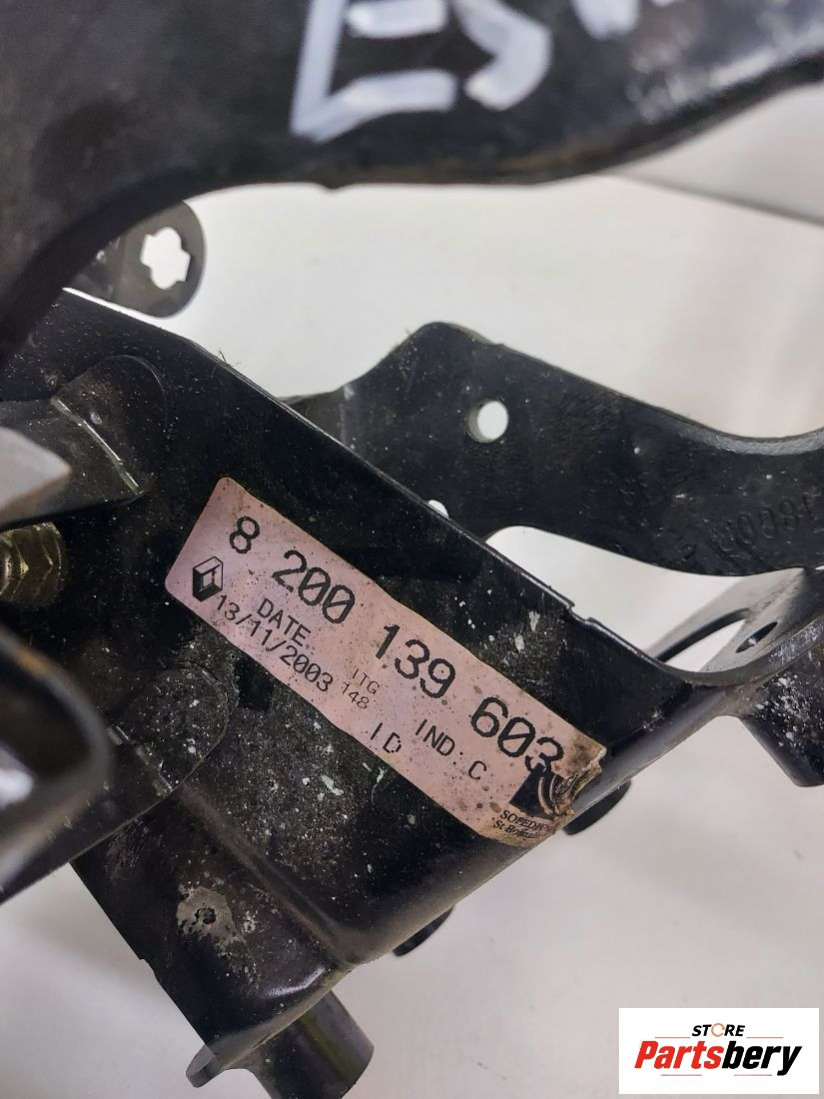 8 200 139 603
DATE
13/11/2003
ITG
148
IND: C
ID
STORE
Partsbery